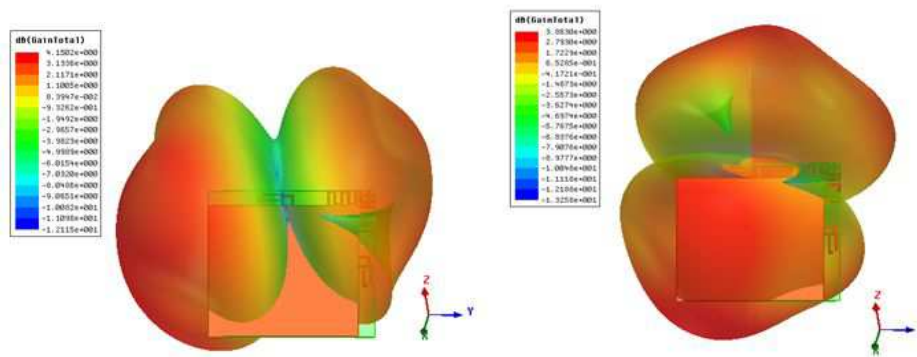 dB(GainTotal)
4.1502e+000
3.1336e+000
2.1171e+000
1.1005e+000
8.3947e-002
-9.3262e-001
-1.9492e+000
-2.9657e+000
-3.9823e+000
-4.9989e+000
-6.0154e+000
-7.0320e+000
-8.0486e+000
-9.0651e+000
-1.0082e+001
-1.1098e+001
-1.2115e+001
Z
Y
X
dB(GainTotal)
3.8630e+000
2.7930e+000
1.7229e+000
6.5285e-001
-4.1721e-001
-1.4873e+000
-2.5573e+000
-3.6274e+000
-4.6974e+000
-5.7675e+000
-6.8376e+000
-7.9076e+000
-8.9777e+000
-1.0048e+001
-1.1118e+001
-1.2188e+001
-1.3258e+001
Z
X